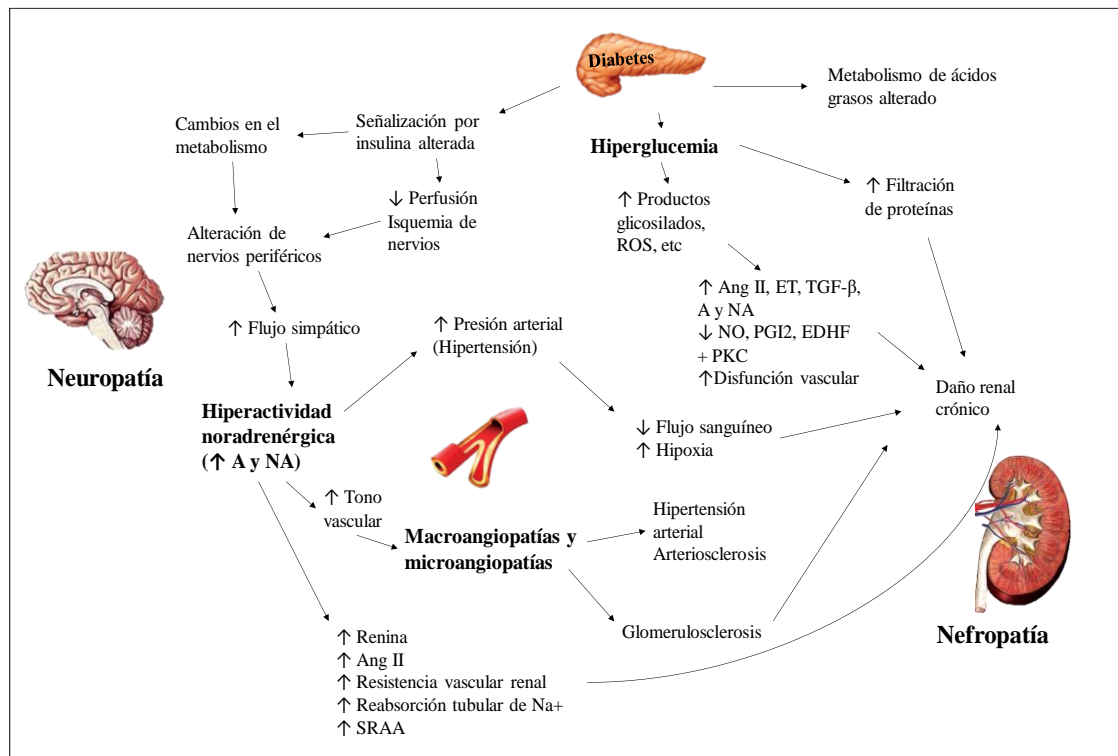 Diabetes
Metabolismo de ácidos
grasos alterado
Señalización por
insulina alterada
Cambios en el
metabolismo
Hiperglucemia
↓ Perfusión
Isquemia de
nervios
↑ Productos
glicosilados,
ROS, etc
↑ Filtración
de proteínas
Alteración de
nervios periféricos
↑ Ang II, ET, TGF-β,
A y NA
↓ NO, PGI2, EDHF
+ PKC
↑Disfunción vascular
↑ Flujo simpático
↑ Presión arterial
(Hipertensión)
Neuropatía
Daño renal
crónico
Hiperactividad
noradrenérgica
(↑ A y NA)
↓ Flujo sanguíneo
↑ Hipoxia
↑ Tono
vascular
Macroangiopatías y
microangiopatías
Hipertensión
arterial
Arteriosclerosis
Glomerulosclerosis
Nefropatía
↑ Renina
↑ Ang II
↑ Resistencia vascular renal
↑ Reabsorción tubular de Na+
↑ SRAA